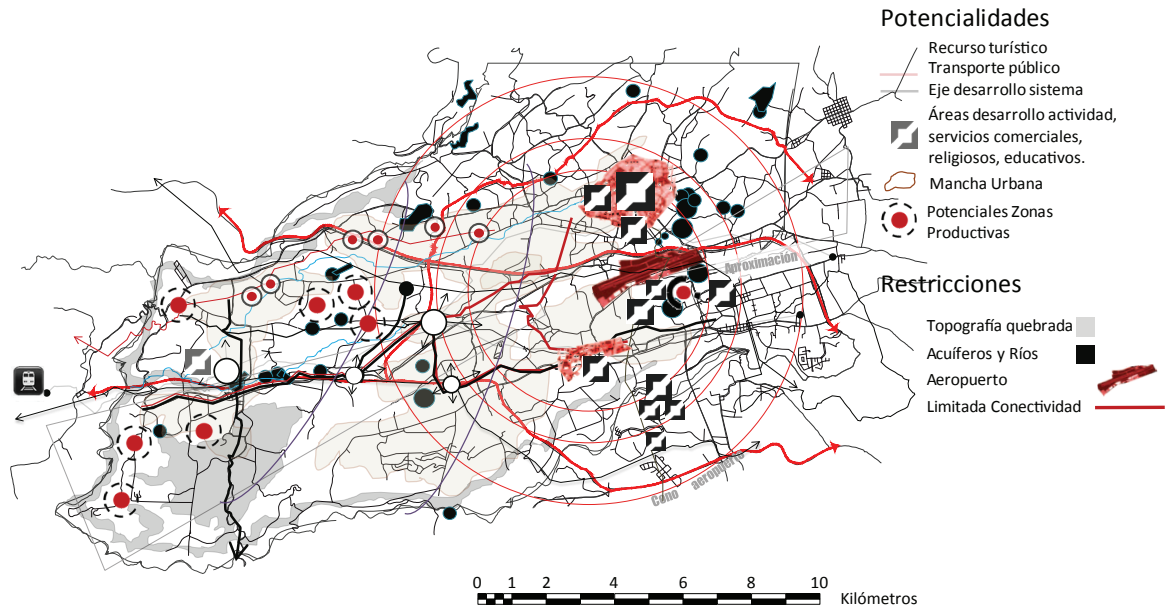 Potencialidades
Recurso turístico
Transporte público
Eje desarrollo sistema
Áreas desarrollo actividad,
servicios comerciales,
religiosos, educativos.
Mancha Urbana
Potenciales Zonas
Productivas
Aproximación
Restricciones
Topografía quebrada
Acuíferos y Ríos
Aeropuerto
Limitada Conectividad
Cono
0 1 2 4 6 8 10
Kilómetros